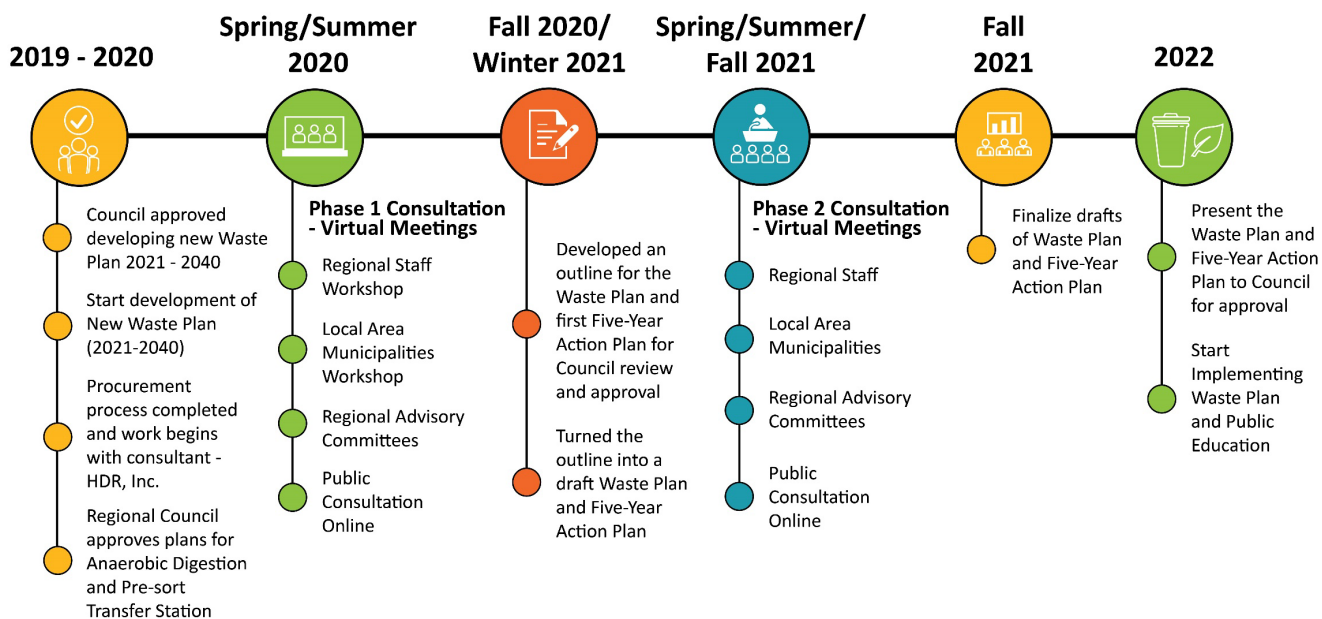 2019 - 2020
Council approved
developing new Waste
Plan 2021 - 2040
Start development of
New Waste Plan
(2021-2040)
Procurement
process completed
and work begins
with consultant -
HDR, Inc.
Regional Council
approves plans for
Anaerobic Digestion
and Pre-sort
Transfer Station
Spring/Summer
2020
Phase 1 Consultation
- Virtual Meetings
Regional Staff
Workshop
Local Area
Municipalities
Workshop
Regional Advisory
Committees
Public
Consultation
Online
Fall 2020/
Winter 2021
Developed an
outline for the
Waste Plan and
first Five-Year
Action Plan for
Council review
and approval
Turned the
outline into a
draft Waste Plan
and Five-Year
Action Plan
Spring/Summer/
Fall 2021
Phase 2 Consultation
- Virtual Meetings
Regional Staff
Local Area
Municipalities
Regional Advisory
Committees
Public
Consultation
Online
Fall
2021
Finalize drafts
of Waste Plan
and Five-Year
Action Plan
2022
Present the
Waste Plan and
Five-Year Action
Plan to Council
for approval
Start
Implementing
Waste Plan
and Public
Education